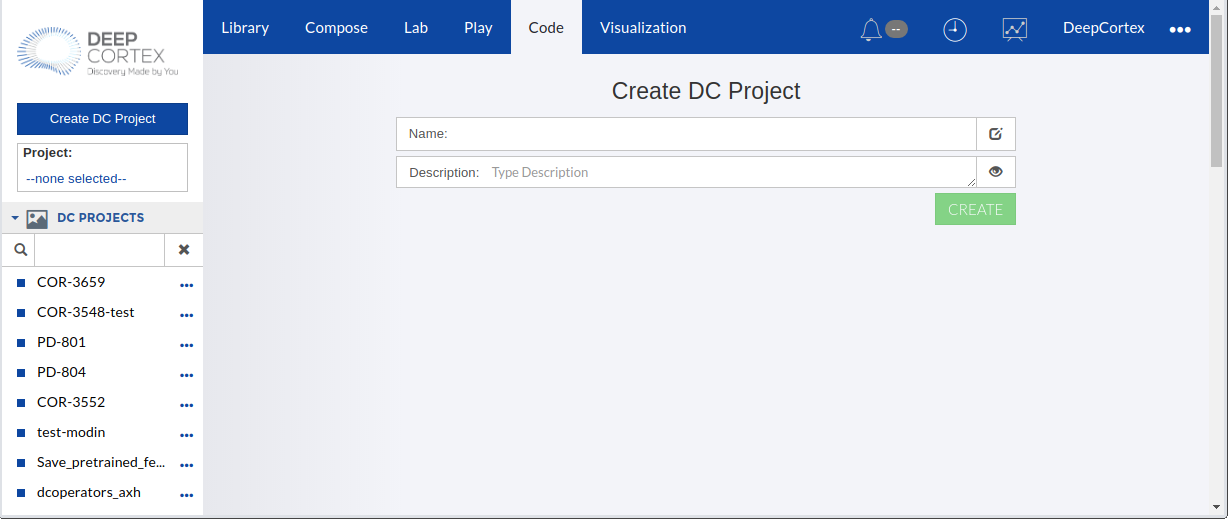 DEEP
CORTEX
Discovery Made by You
Library Compose Lab Play Code Visualization -- DeepCortex •••
Create DC Project
Project:
--none selected--
DC PROJECTS
COR-3659 •••
COR-3548-test •••
PD-801 •••
PD-804 •••
COR-3552 •••
test-modin •••
Save_pretrained_fe... •••
dcoperators_axh •••
Create DC Project
Name:
Description: Type Description
CREATE